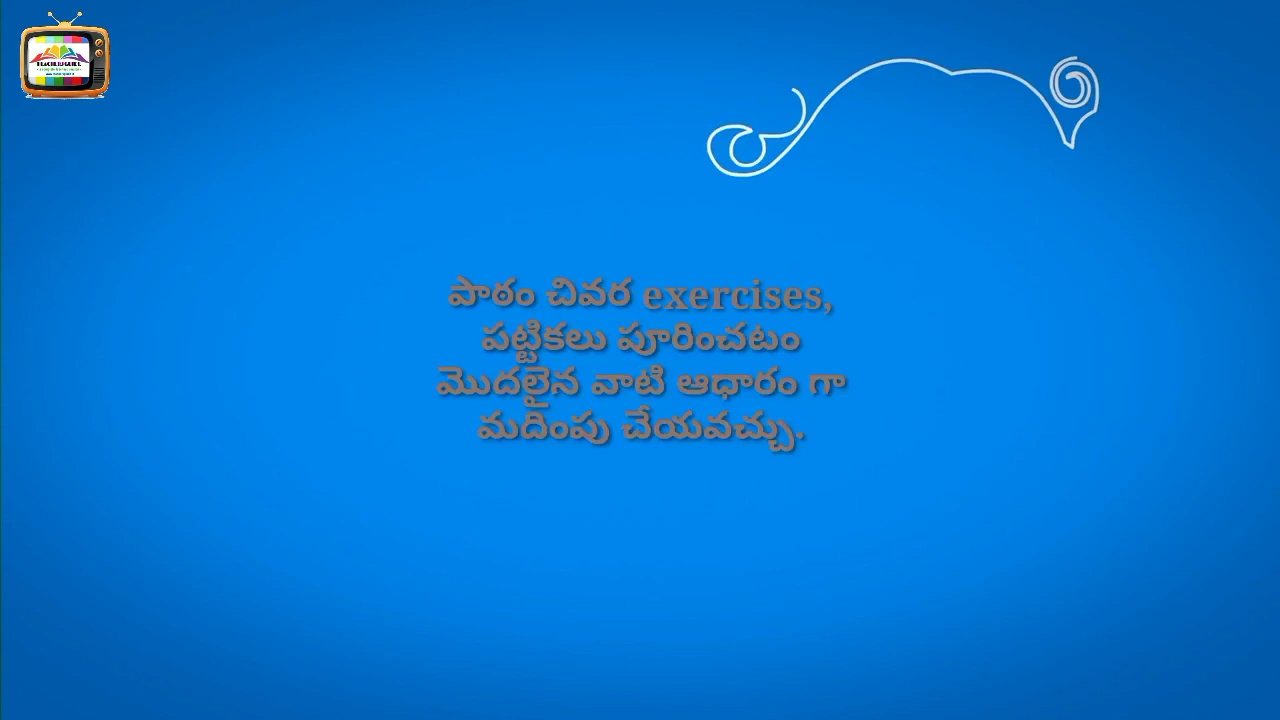 పాఠం చివర exercises,
పట్టికలు పూరించటం
మొదలైన వాటి ఆధారం గా
మదింపు చేయవచ్చు.